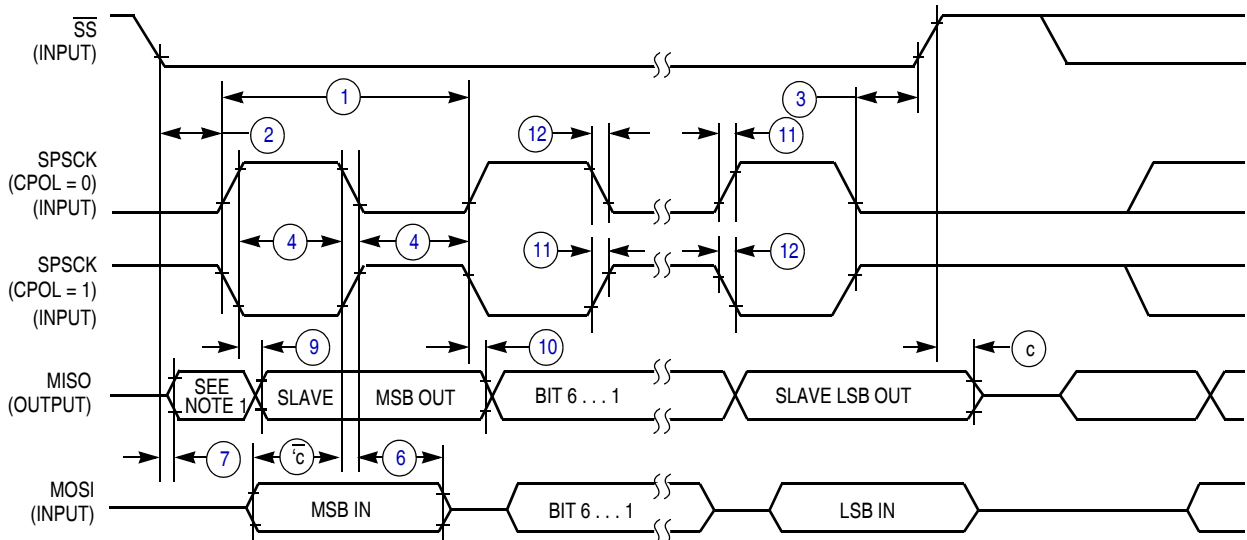 SS
(INPUT)
1
3
2
12
11
SPSCK
(CPOL = 0)
(INPUT)
4
4
SPSCK
(CPOL = 1)
(INPUT)
11
12
9
10
c
MISO
(OUTPUT)
SEE
NOTE 1
SLAVE
MSB OUT
BIT 6 . . . 1
SLAVE LSB OUT
7
‘c
6
MOSI
(INPUT)
MSB IN
BIT 6 . . . 1
LSB IN